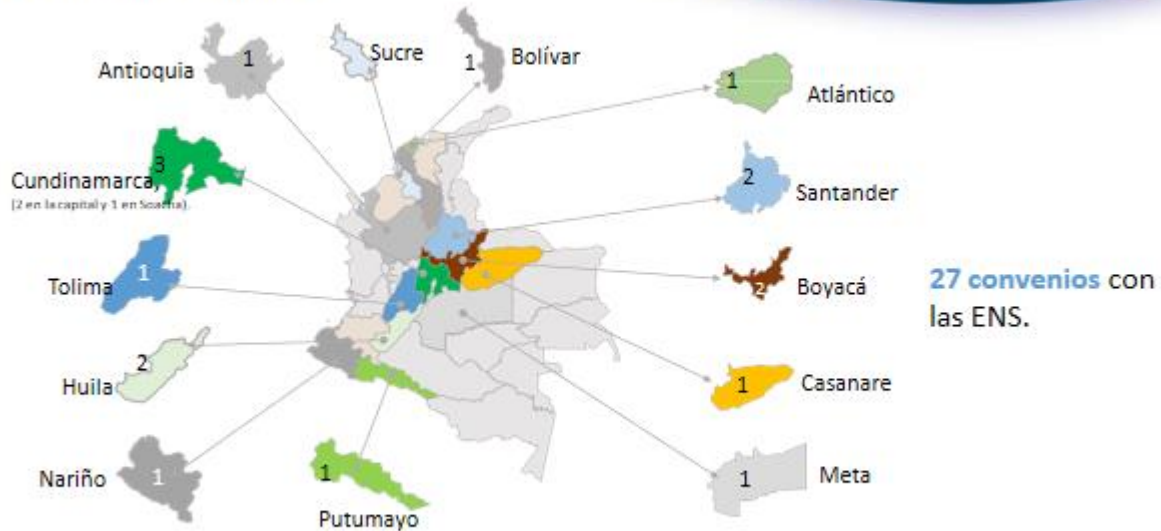 Antioquia
1
Sucre
1
Bolívar
1
Atlántico
3
Cundinamarca,
(2 en la capital y 1 en Soacha).
2
Santander
1
Tolima
2
Boyacá
27 convenios con
las ENS.
2
Huila
1
Casanare
1
Nariño
1
Putumayo
1
Meta